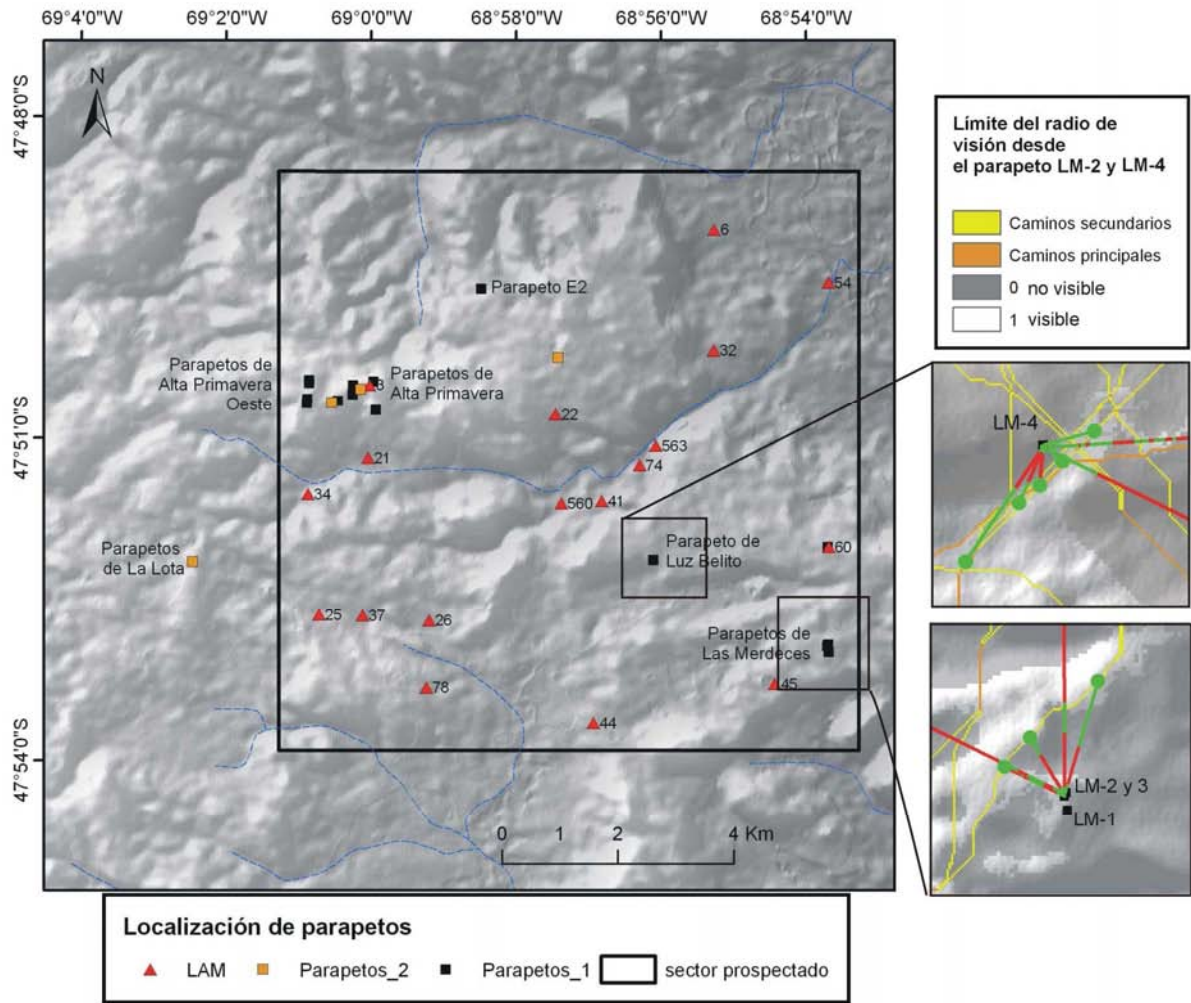 69°4'0"W
69°2'0"W
69°0'0"W
68°58'0"W
68°56'0"W
68°54'0"W
47°48'0"S
47°51'0"S
47°54'0"S
N
6
54
Parapeto E2
32
Parapetos de
Alta Primavera
Oeste
3
Parapetos de
Alta Primavera
22
563
21
74
34
560
41
Parapetos
de La Lota
Parapeto de
Luz Belito
60
25
37
26
Parapetos de
Las Merdeces
78
45
44
0
1
2
4 Km
Límite del radio de
visión desde
el parapeto LM-2 y LM-4
Caminos secundarios
Caminos principales
0 no visible
1 visible
LM-4
LM-2 y 3
LM-1
Localización de parapetos
LAM
Parapetos_2
Parapetos_1
sector prospectado